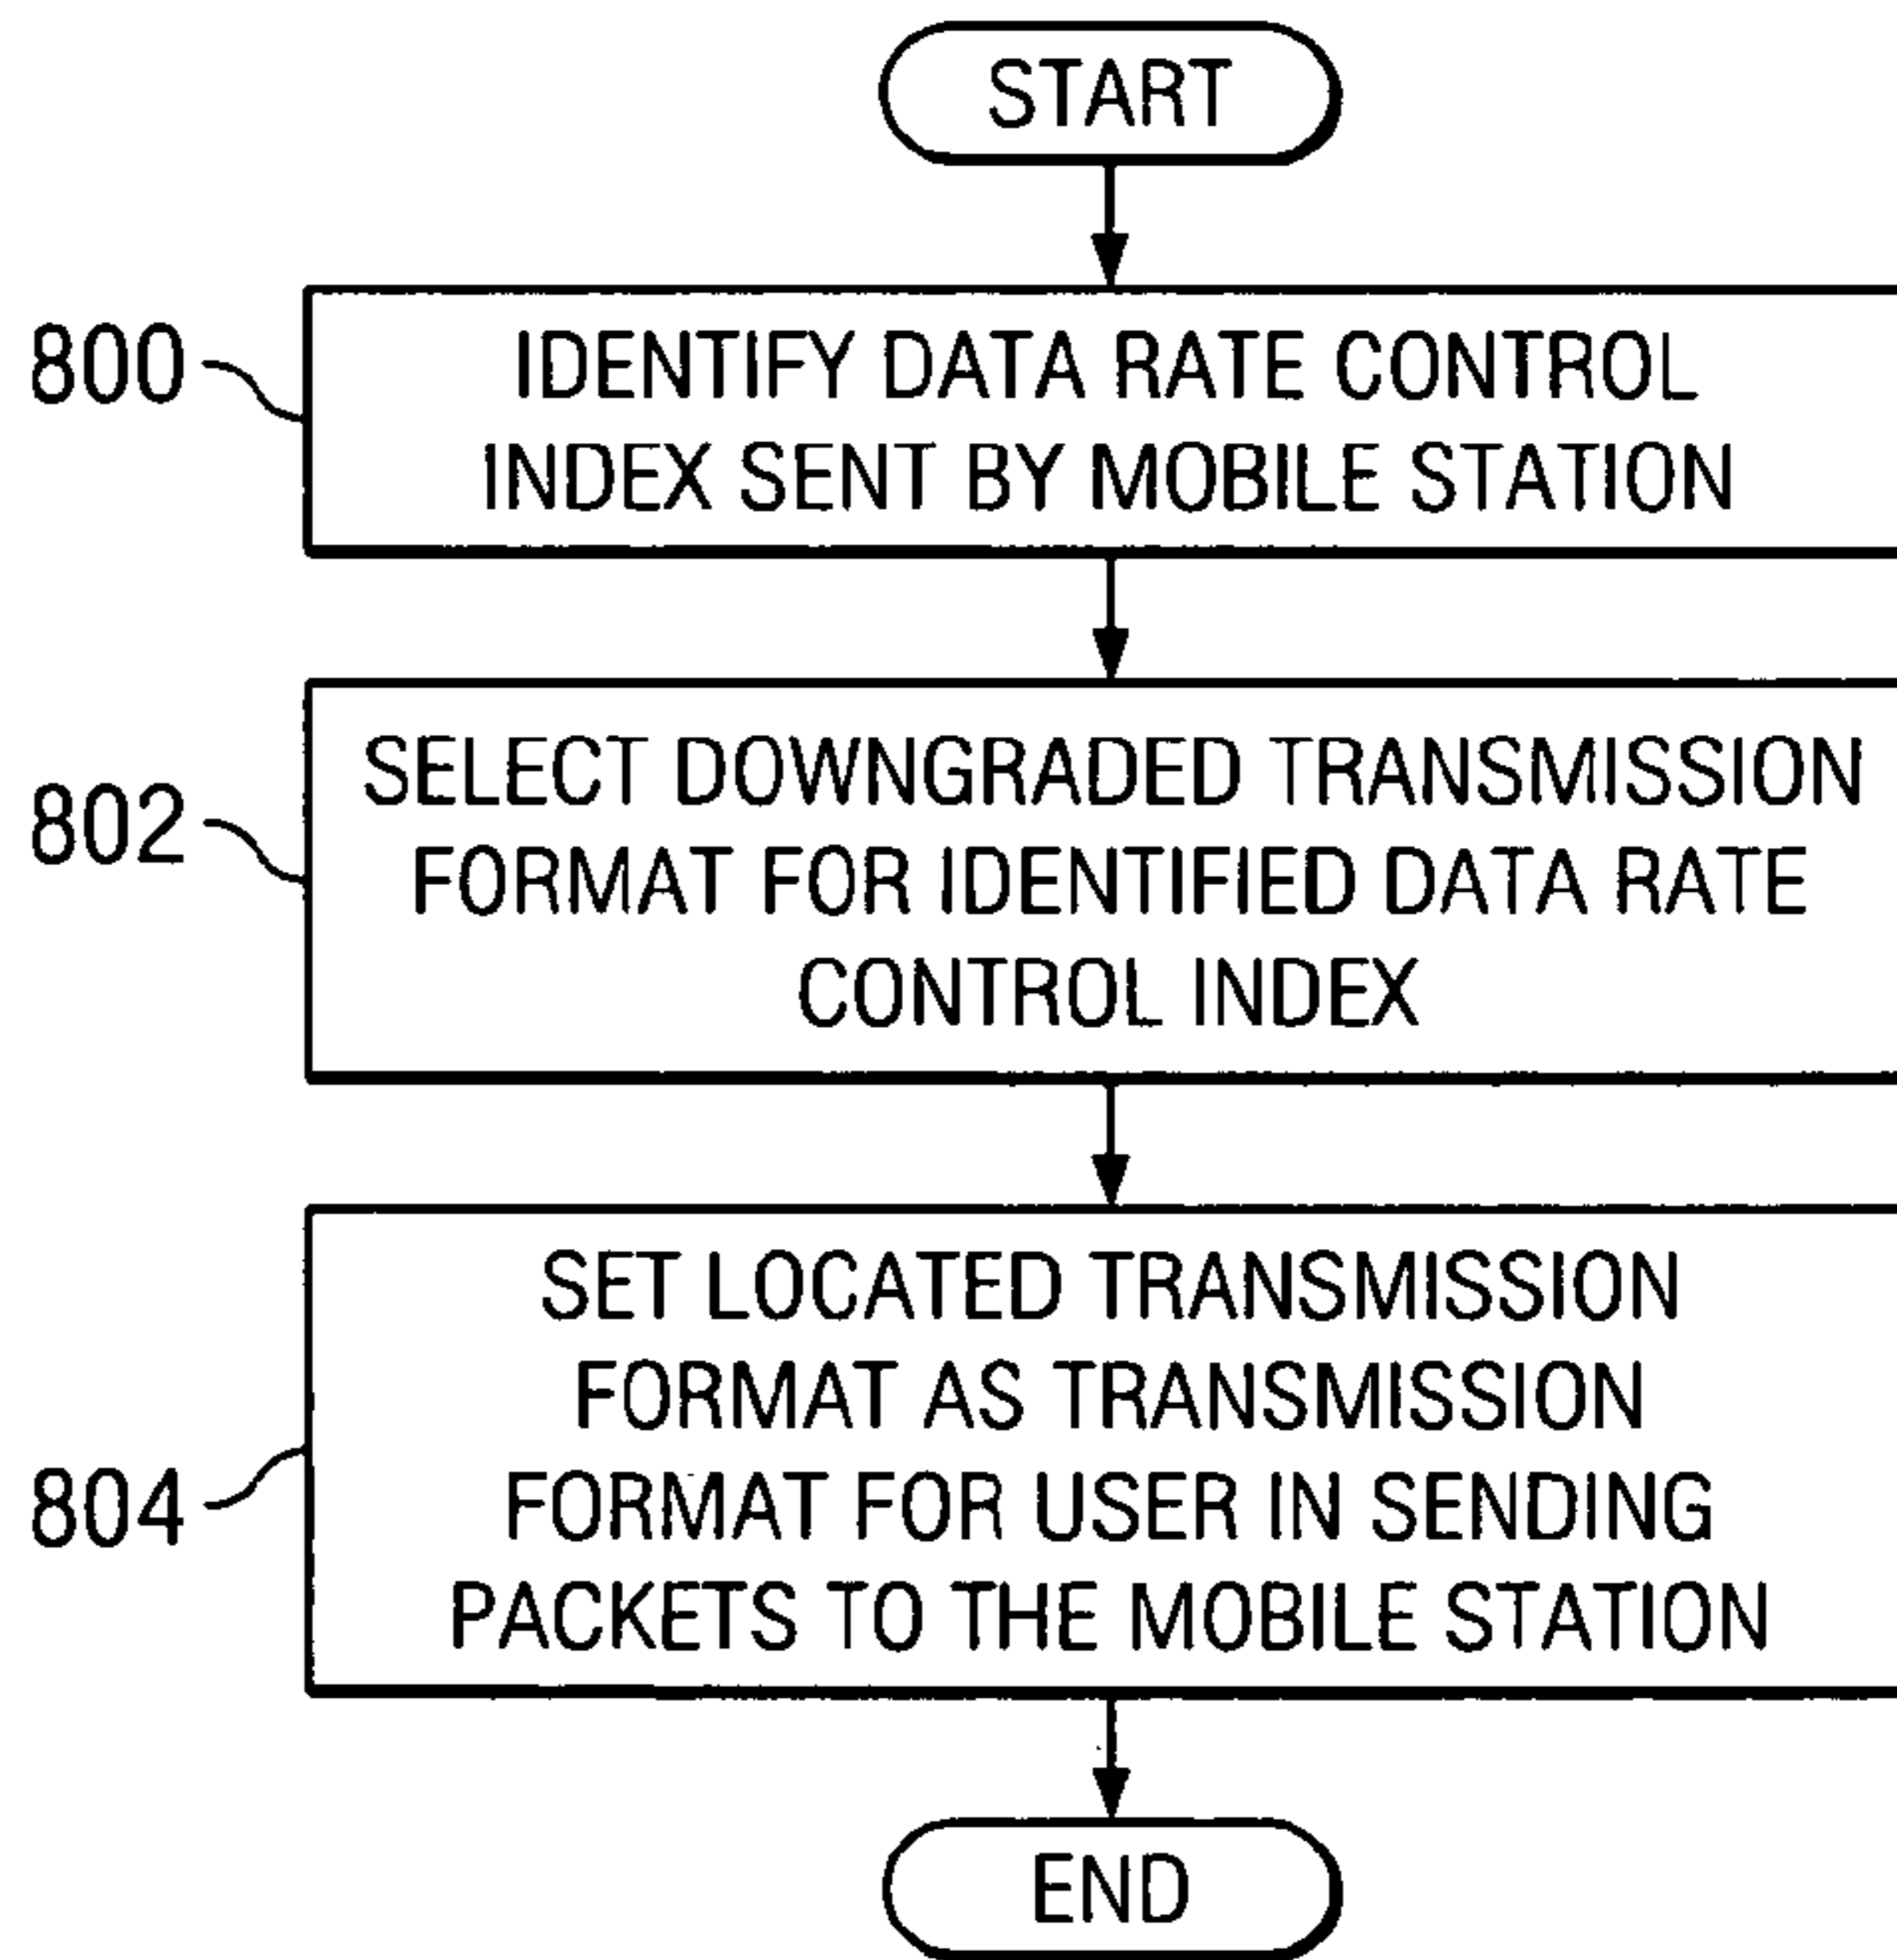 START
800
IDENTIFY DATA RATE CONTROL
INDEX SENT BY MOBILE STATION
802
SELECT DOWNGRADED TRANSMISSION
FORMAT FOR IDENTIFIED DATA RATE
CONTROL INDEX
804
SET LOCATED TRANSMISSION
FORMAT AS TRANSMISSION
FORMAT FOR USER IN SENDING
PACKETS TO THE MOBILE STATION
END